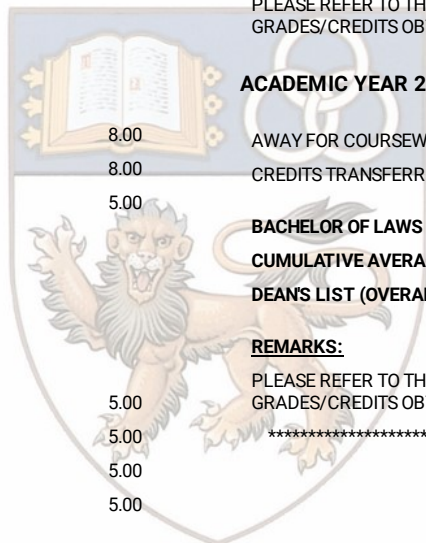 PLEASE REFER TO TH
GRADES/CREDITS OB
ACADEMIC YEAR 2
8.00
AWAY FOR COURSEW
8.00
CREDITS TRANSFERR
5.00
BACHELOR OF LAWS
CUMULATIVE AVERA
DEAN'S LIST (OVERAL
REMARKS:
PLEASE REFER TO TH
5.00
GRADES/CREDITS OB
5.00
********************
5.00
5.00